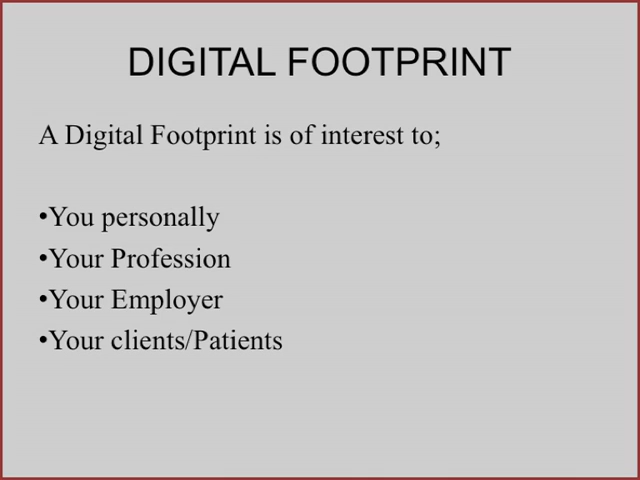 DIGITAL FOOTPRINT
A Digital Footprint is of interest to;
•You personally
•Your Profession
•Your Employer
•Your clients/Patients